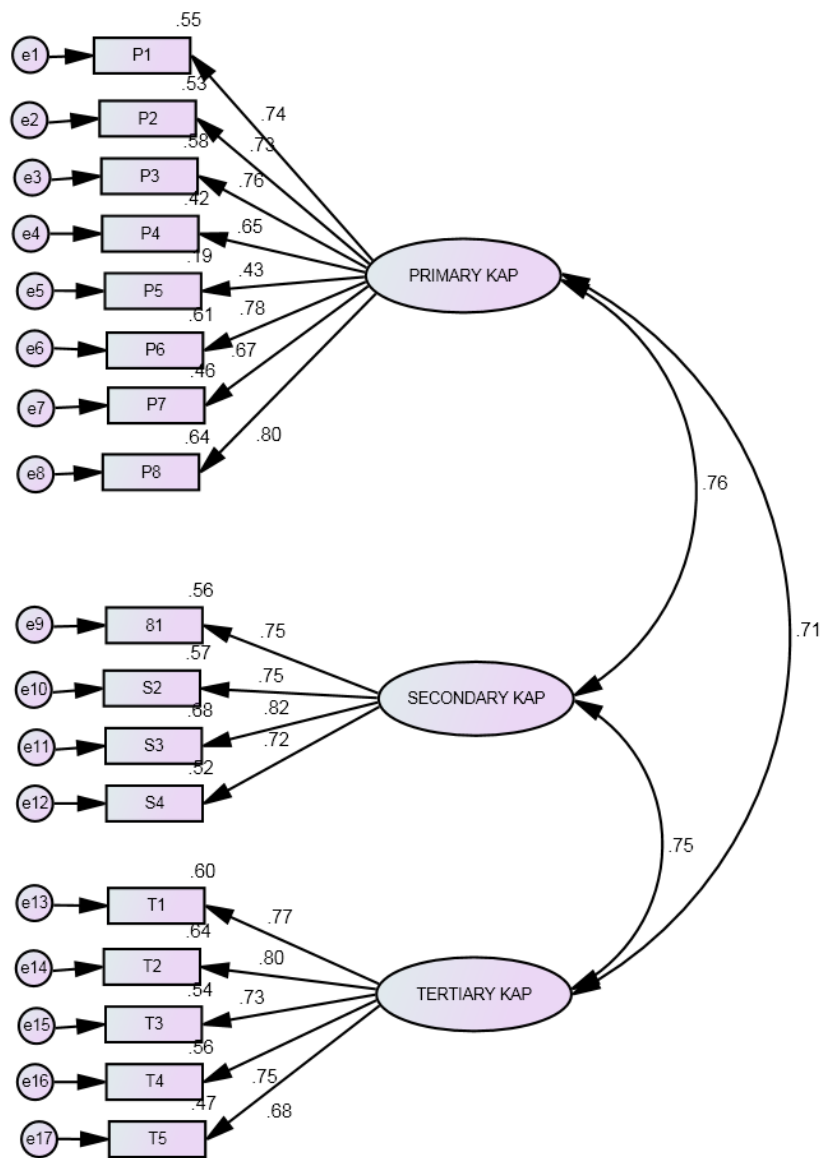 .55
e1 P1
.53
.74
e2 P2
.58 .73
e3 P3 .76
.42
e4 P4 .65
.19
PRIMARY KAP
e5 P5 .43
.61 .78
e6 P6
.67
.46
e7 P7
.64 .80
e8 P8
.76
.56
e9 81 .75
.71
.57
e10 S2 .75
SECONDARY KAP
.68 .82
e11 S3
.72
.52
e12 S4
.75
.60
e13 T1
.77
.64
e14 T2 .80
.54
TERTIARY KAP
.73
e15 T3
.56
e16 T4 .75
.47 .68
e17 T5